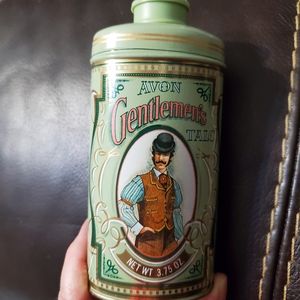 AVON
Gentlemen's
TALC
NET WT 3.75 OZ.